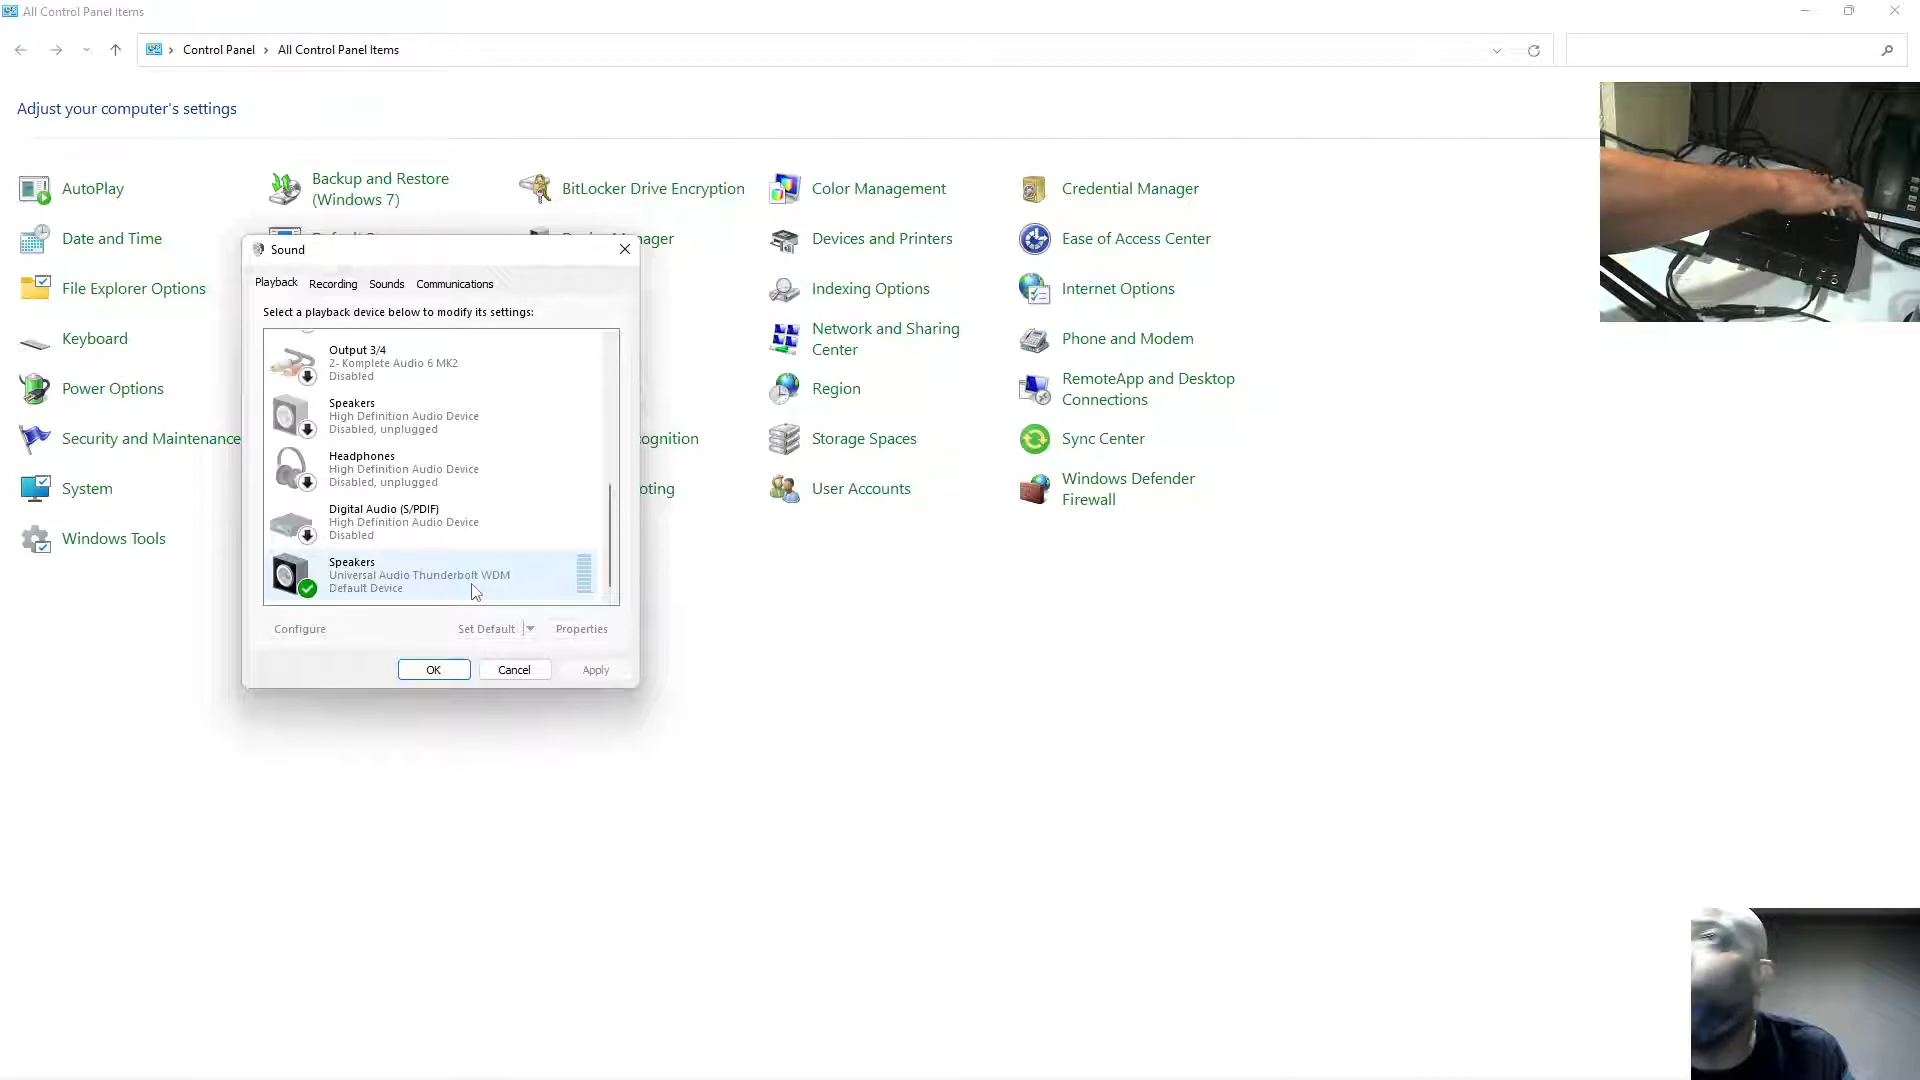 All Control Panel Items
Control Panel > All Control Panel Items
Adjust your computer's settings
AutoPlay
Backup and Restore
(Windows 7)
BitLocker Drive Encryption
Color Management
Credential Manager
Date and Time
Devices and Printers
Ease of Access Center
File Explorer Options
Indexing Options
Internet Options
Keyboard
Network and Sharing
Center
Phone and Modem
Power Options
Region
RemoteApp and Desktop
Connections
Security and Maintenance
ognition
Storage Spaces
Sync Center
System
oting
User Accounts
Windows Defender
Firewall
Windows Tools
Sound
Playback
Recording
Sounds
Communications
Select a playback device below to modify its settings:
Output 3/4
2- Komplete Audio 6 MK2
Disabled
Speakers
High Definition Audio Device
Disabled, unplugged
Headphones
High Definition Audio Device
Disabled, unplugged
Digital Audio (S/PDIF)
High Definition Audio Device
Disabled
Speakers
Universal Audio Thunderbolt WDM
Default Device
Configure
Set Default
Properties
OK
Cancel
Apply